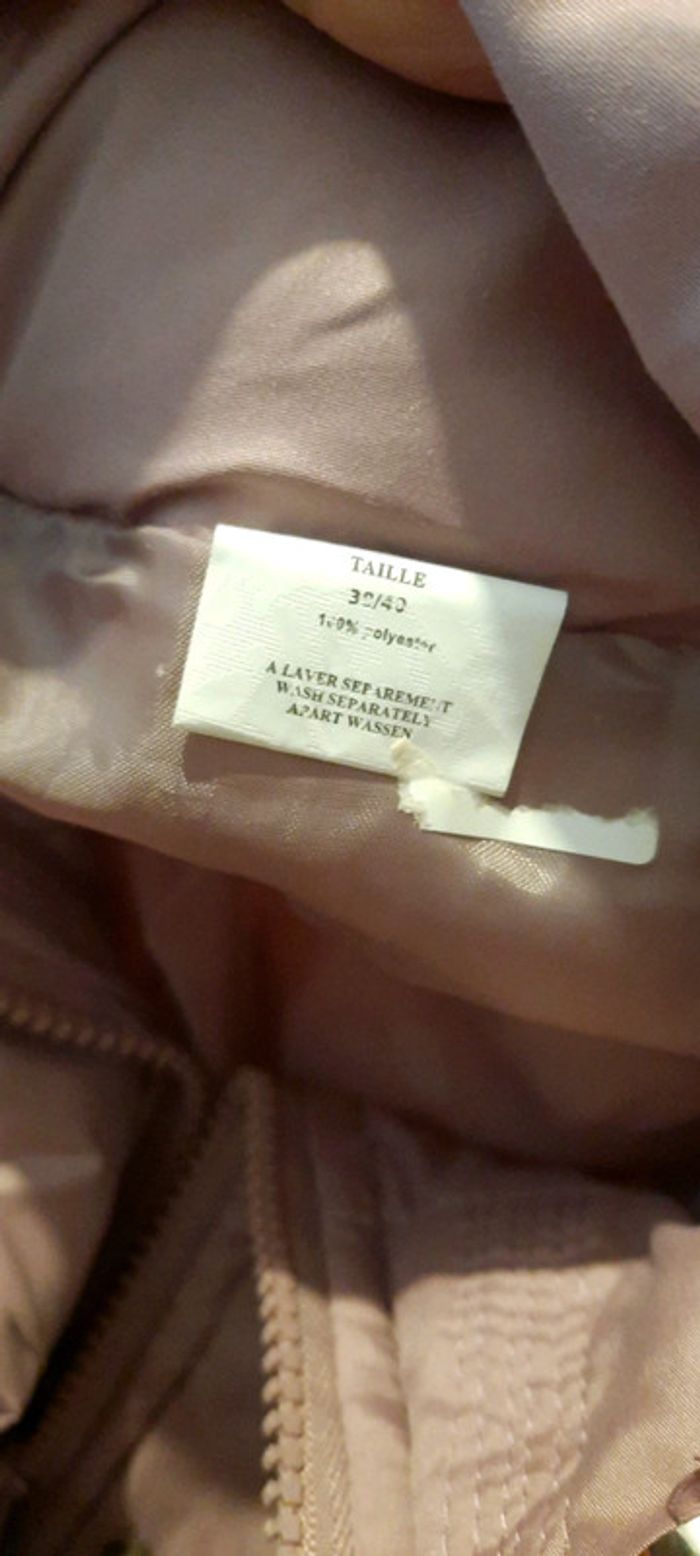 TAILLE
38/40
100% polyester
A LAVER SEPAREMENT
WASH SEPARATELY
APART WASSEN